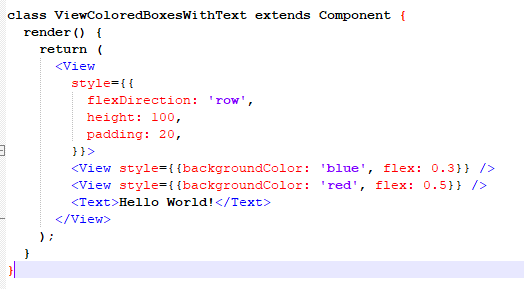 class ViewColoredBoxesWithText extends Component {
  render() {
    return (
      <View
        style={{
          flexDirection: 'row',
          height: 100,
          padding: 20,
        }}>
        <View style={{backgroundColor: 'blue', flex: 0.3}} />
        <View style={{backgroundColor: 'red', flex: 0.5}} />
        <Text>Hello World!</Text>
      </View>
    );
  }
}